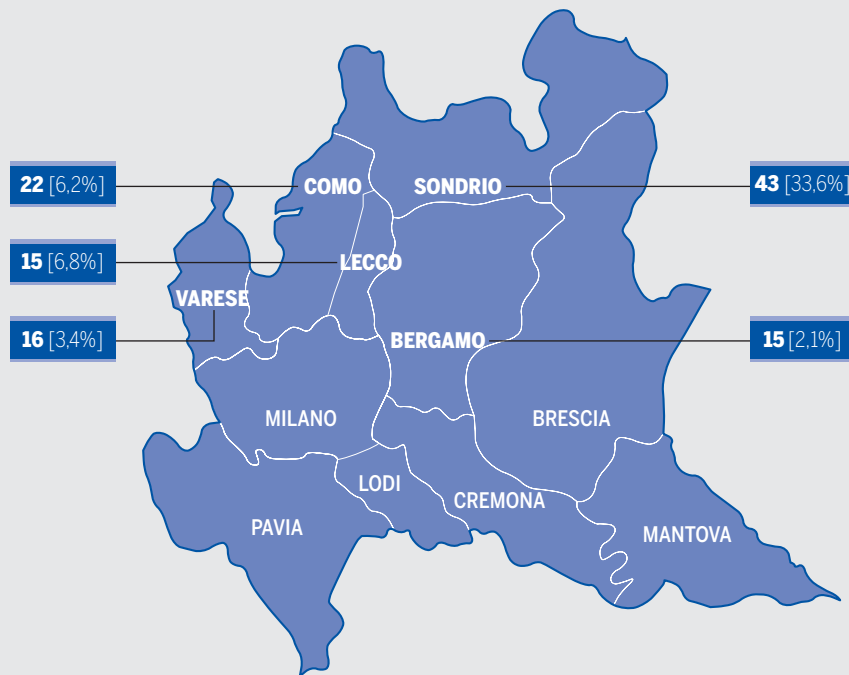 22 [6,2%]
COMO
SONDRIO
43 [33,6%]
15 [6,8%]
LECCO
VARESE
16 [3,4%]
BERGAMO
15 [2,1%]
MILANO
BRESCIA
LODI
CREMONA
PAVIA
MANTOVA